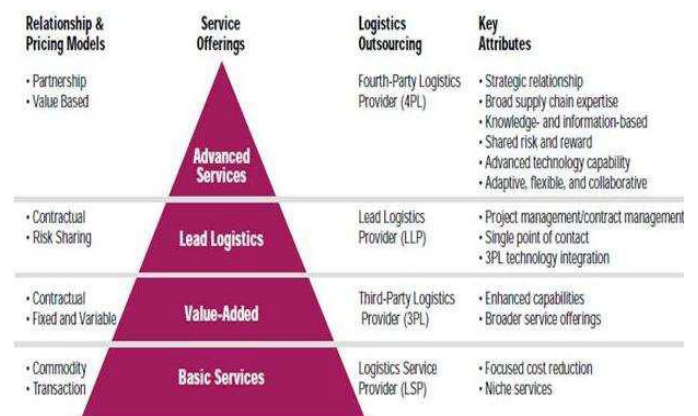 Relationship &
Pricing Models
Service
Offerings
Logistics
Outsourcing
Key
Attributes
• Partnership
• Value Based
Advanced
Services
Fourth-Party Logistics
Provider (4PL)
• Strategic relationship
• Broad supply chain expertise
• Knowledge- and information-based
• Shared risk and reward
• Advanced technology capability
• Adaptive, flexible, and collaborative
• Contractual
• Risk Sharing
Lead Logistics
Lead Logistics
Provider (LLP)
• Project management/contract management
• Single point of contact
• 3PL technology integration
• Contractual
• Fixed and Variable
Value-Added
Third-Party Logistics
Provider (3PL)
• Enhanced capabilities
• Broader service offerings
• Commodity
• Transaction
Basic Services
Logistics Service
Provider (LSP)
• Focused cost reduction
• Niche services